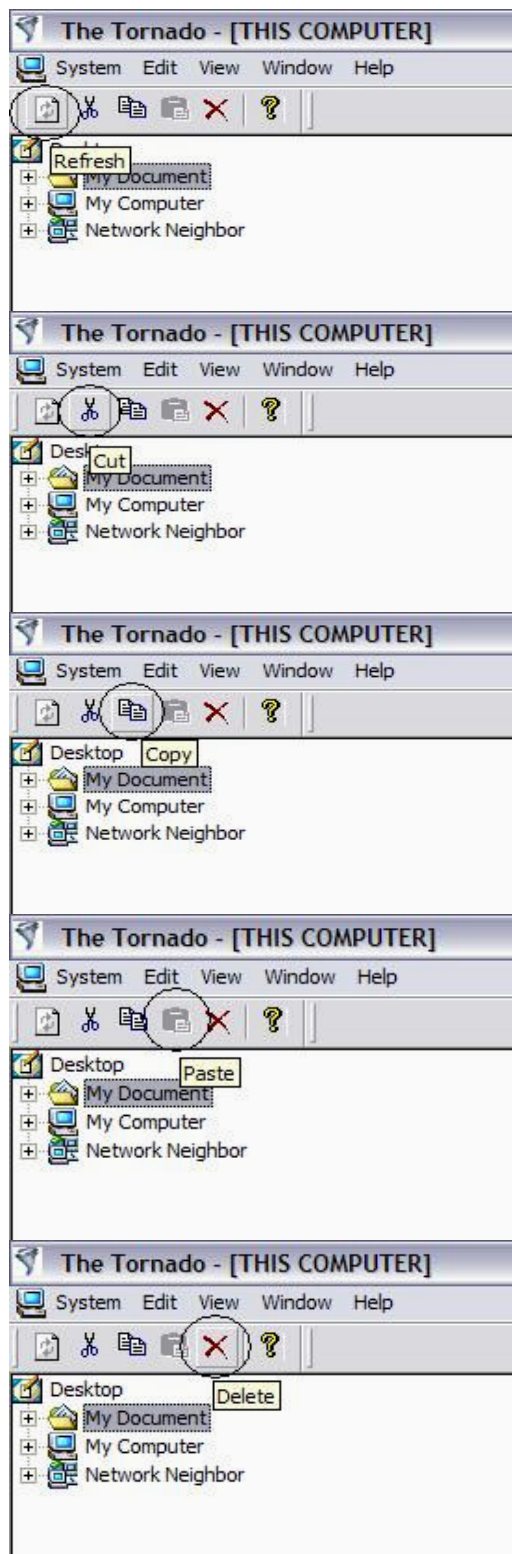 The Tornado - [THIS COMPUTER]
System Edit View Window Help
Refresh
My Document
My Computer
Network Neighbor
The Tornado - [THIS COMPUTER]
System Edit View Window Help
Cut
My Document
My Computer
Network Neighbor
The Tornado - [THIS COMPUTER]
System Edit View Window Help
Desktop Copy
My Document
My Computer
Network Neighbor
The Tornado - [THIS COMPUTER]
System Edit View Window Help
Desktop Paste
My Document
My Computer
Network Neighbor
The Tornado - [THIS COMPUTER]
System Edit View Window Help
Desktop Delete
My Document
My Computer
Network Neighbor